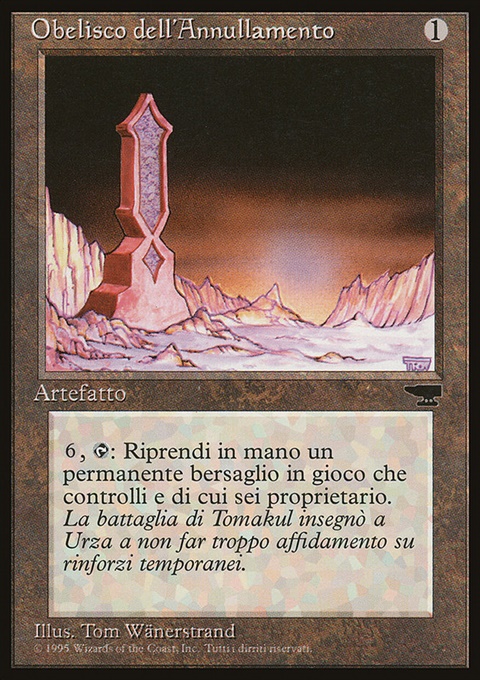 Obelisco dell'Annullamento 1
Artefatto
6, : Riprendi in mano un
permanente bersaglio in gioco che
controlli e di cui sei proprietario.
La battaglia di Tomakul insegnò a
Urza a non far troppo affidamento su
rinforzi temporanei.
Illus. Tom Wänerstrand
© 1995 Wizards of the Coast, Inc. Tutti i dirriti riservati.